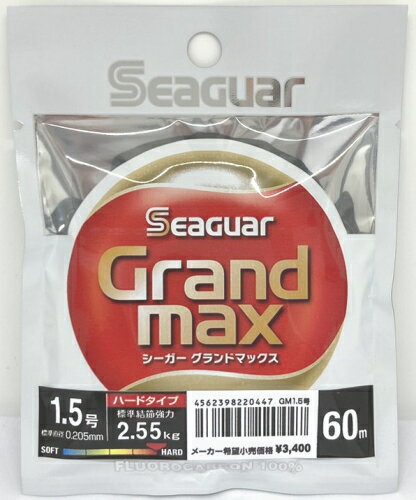 SEAGUAR
SEAGUAR
Grand
max
シーガー グランドマックス
1.5号
標準直径 0.205mm
SOFT HARD
ハードタイプ
標準結節強力
2.55kg
4562398220447 GM1.5号
メーカー希望小売価格 ¥3,400
60m
FLUOROCARBON 100%